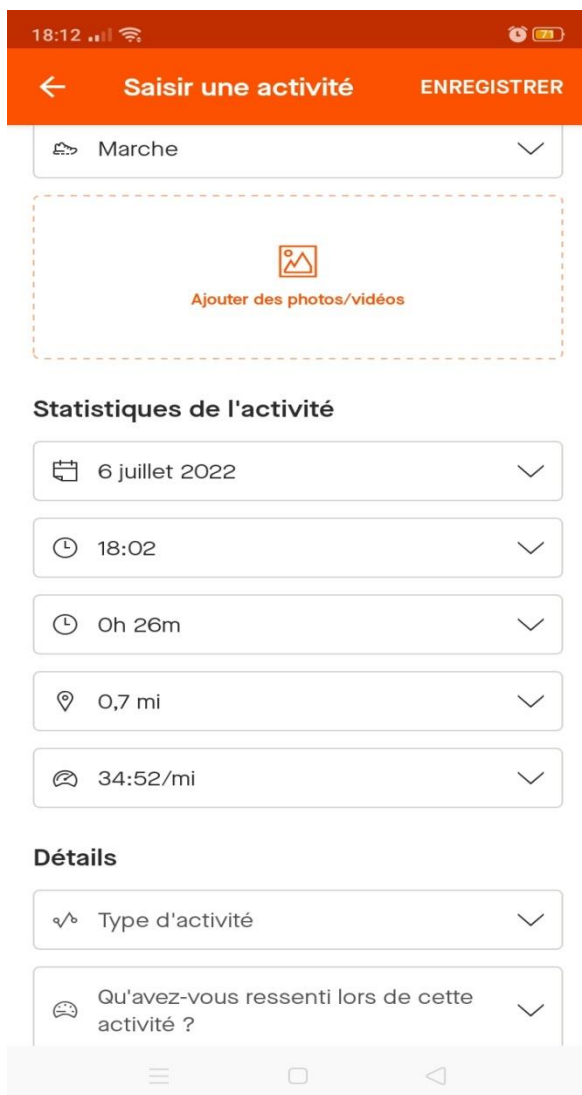 18:12
71
Saisir une activité
ENREGISTRER
Marche
Ajouter des photos/vidéos
Statistiques de l'activité
6 juillet 2022
18:02
0h 26m
0,7 mi
34:52/mi
Détails
Type d'activité
Qu'avez-vous ressenti lors de cette
activité ?